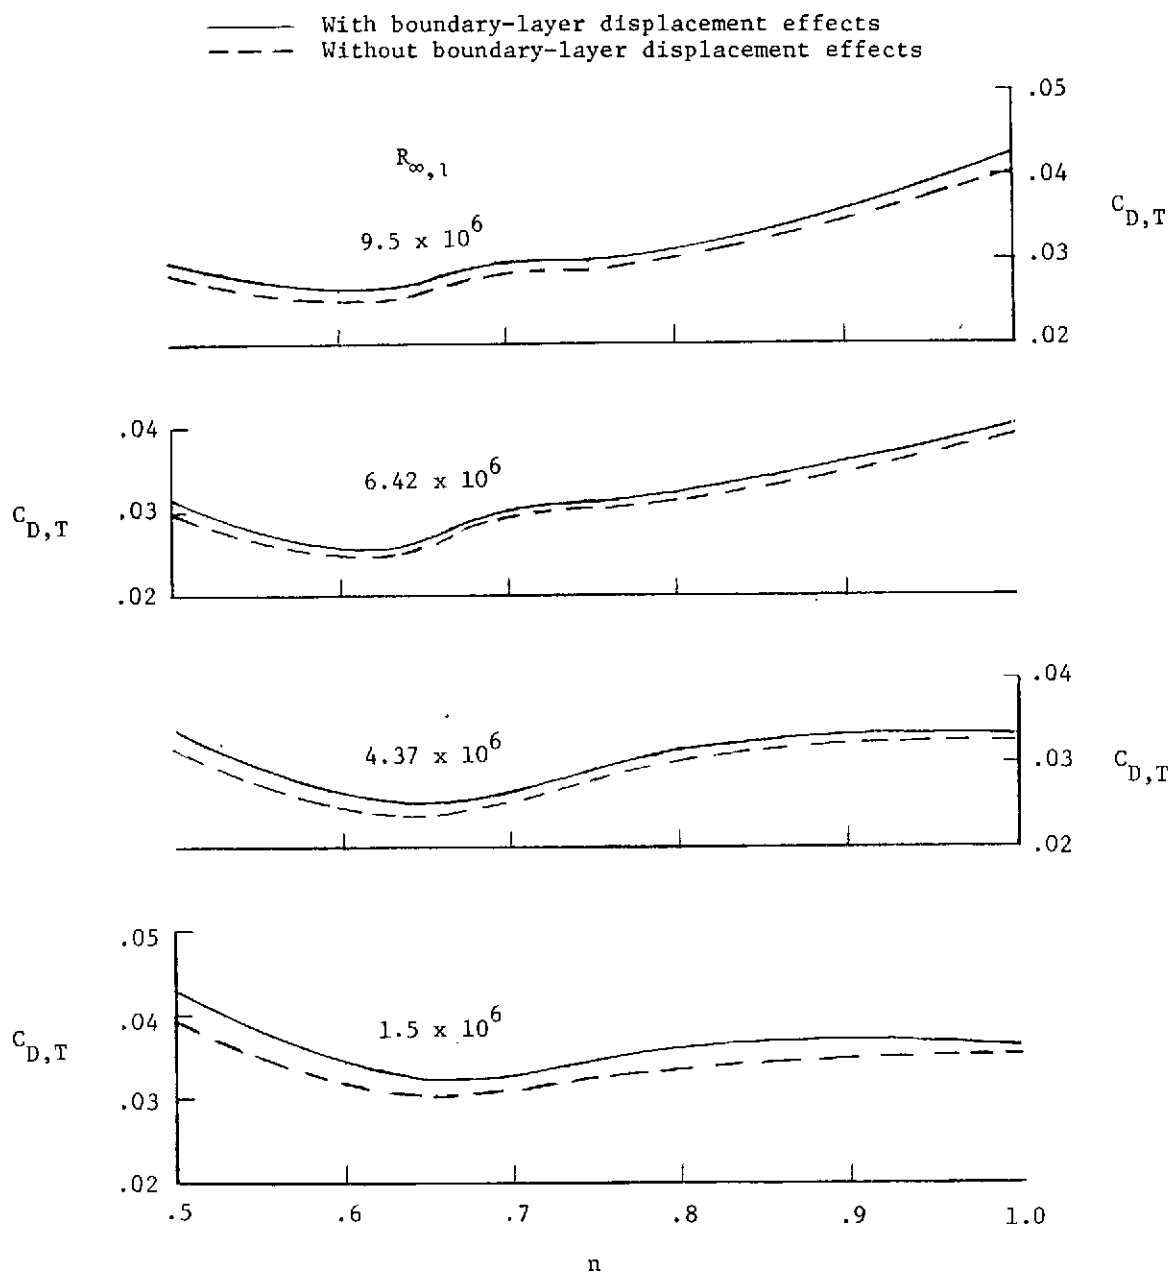 With boundary-layer displacement effects
Without boundary-layer displacement effects
.05
R∞,l
.04
C_D,T
9.5 x 10^6
.03
.02
.04
6.42 x 10^6
C_D,T
.03
.02
.04
4.37 x 10^6
.03
C_D,T
.02
.05
1.5 x 10^6
.04
C_D,T
.03
.02
.5 .6 .7 .8 .9 1.0
n